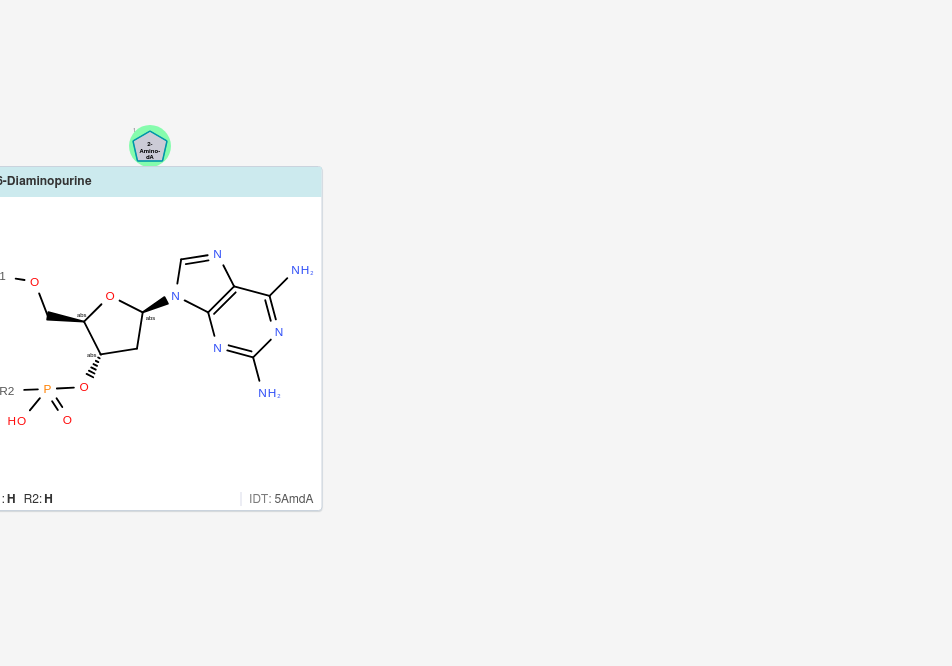 2-
Amino-
dA
6-Diaminopurine
N
NH₂
1
O
O
N
abs
abs
N
N
abs
R2
P
O
NH₂
HO
O
: H R2: H
IDT: 5AmdA